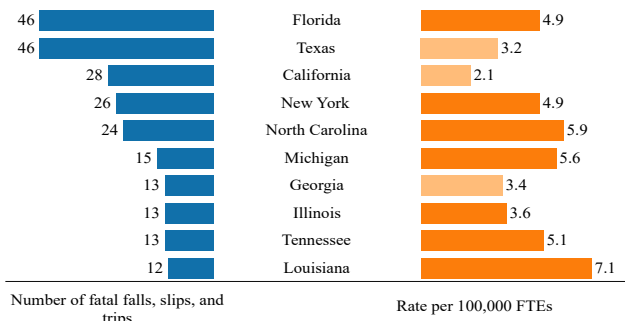 46 Florida 4.9
46 Texas 3.2
28 California 2.1
26 New York 4.9
24 North Carolina 5.9
15 Michigan 5.6
13 Georgia 3.4
13 Illinois 3.6
13 Tennessee 5.1
12 Louisiana 7.1
Number of fatal falls, slips, and
trips
Rate per 100,000 FTEs